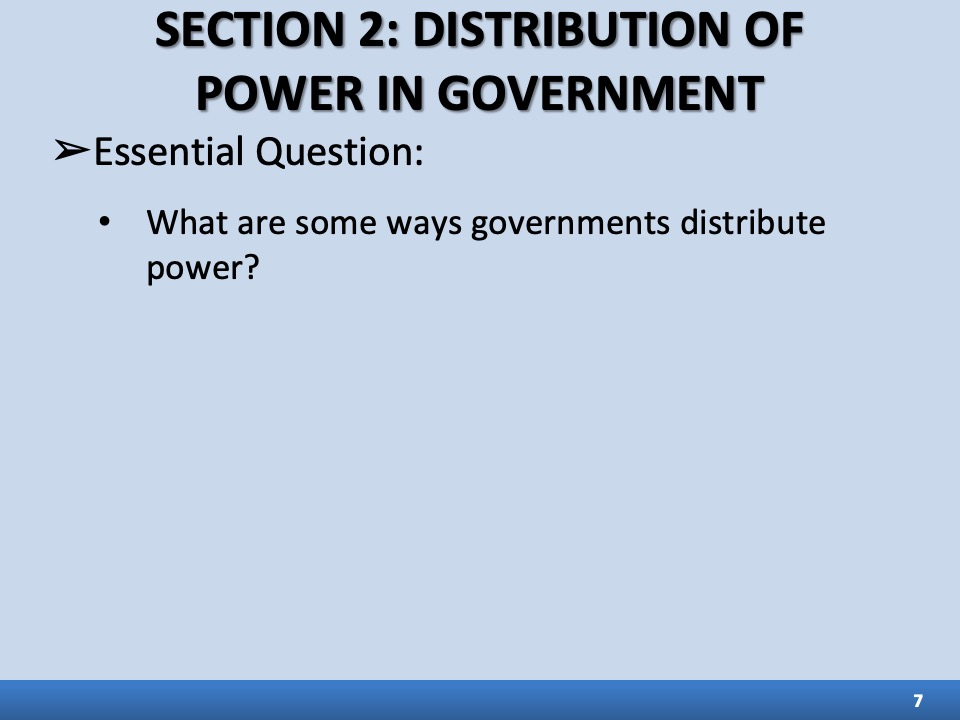 SECTION 2: DISTRIBUTION OF
POWER IN GOVERNMENT
➢Essential Question:
• What are some ways governments distribute
power?
7